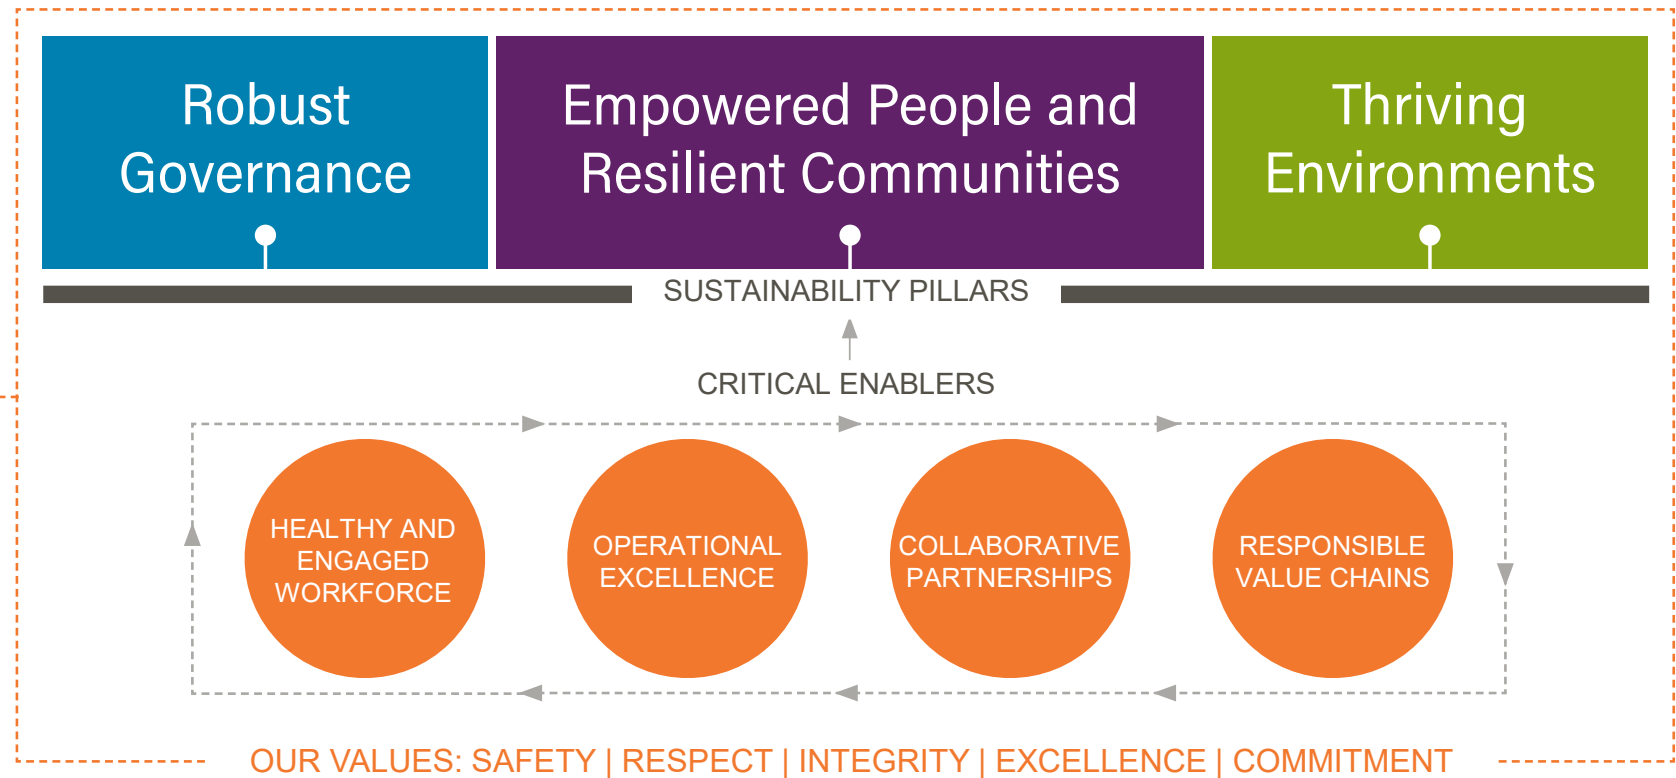 Robust
Governance
Empowered People and
Resilient Communities
Thriving
Environments
SUSTAINABILITY PILLARS
CRITICAL ENABLERS
HEALTHY AND
ENGAGED
WORKFORCE
OPERATIONAL
EXCELLENCE
COLLABORATIVE
PARTNERSHIPS
RESPONSIBLE
VALUE CHAINS
OUR VALUES: SAFETY | RESPECT | INTEGRITY | EXCELLENCE | COMMITMENT